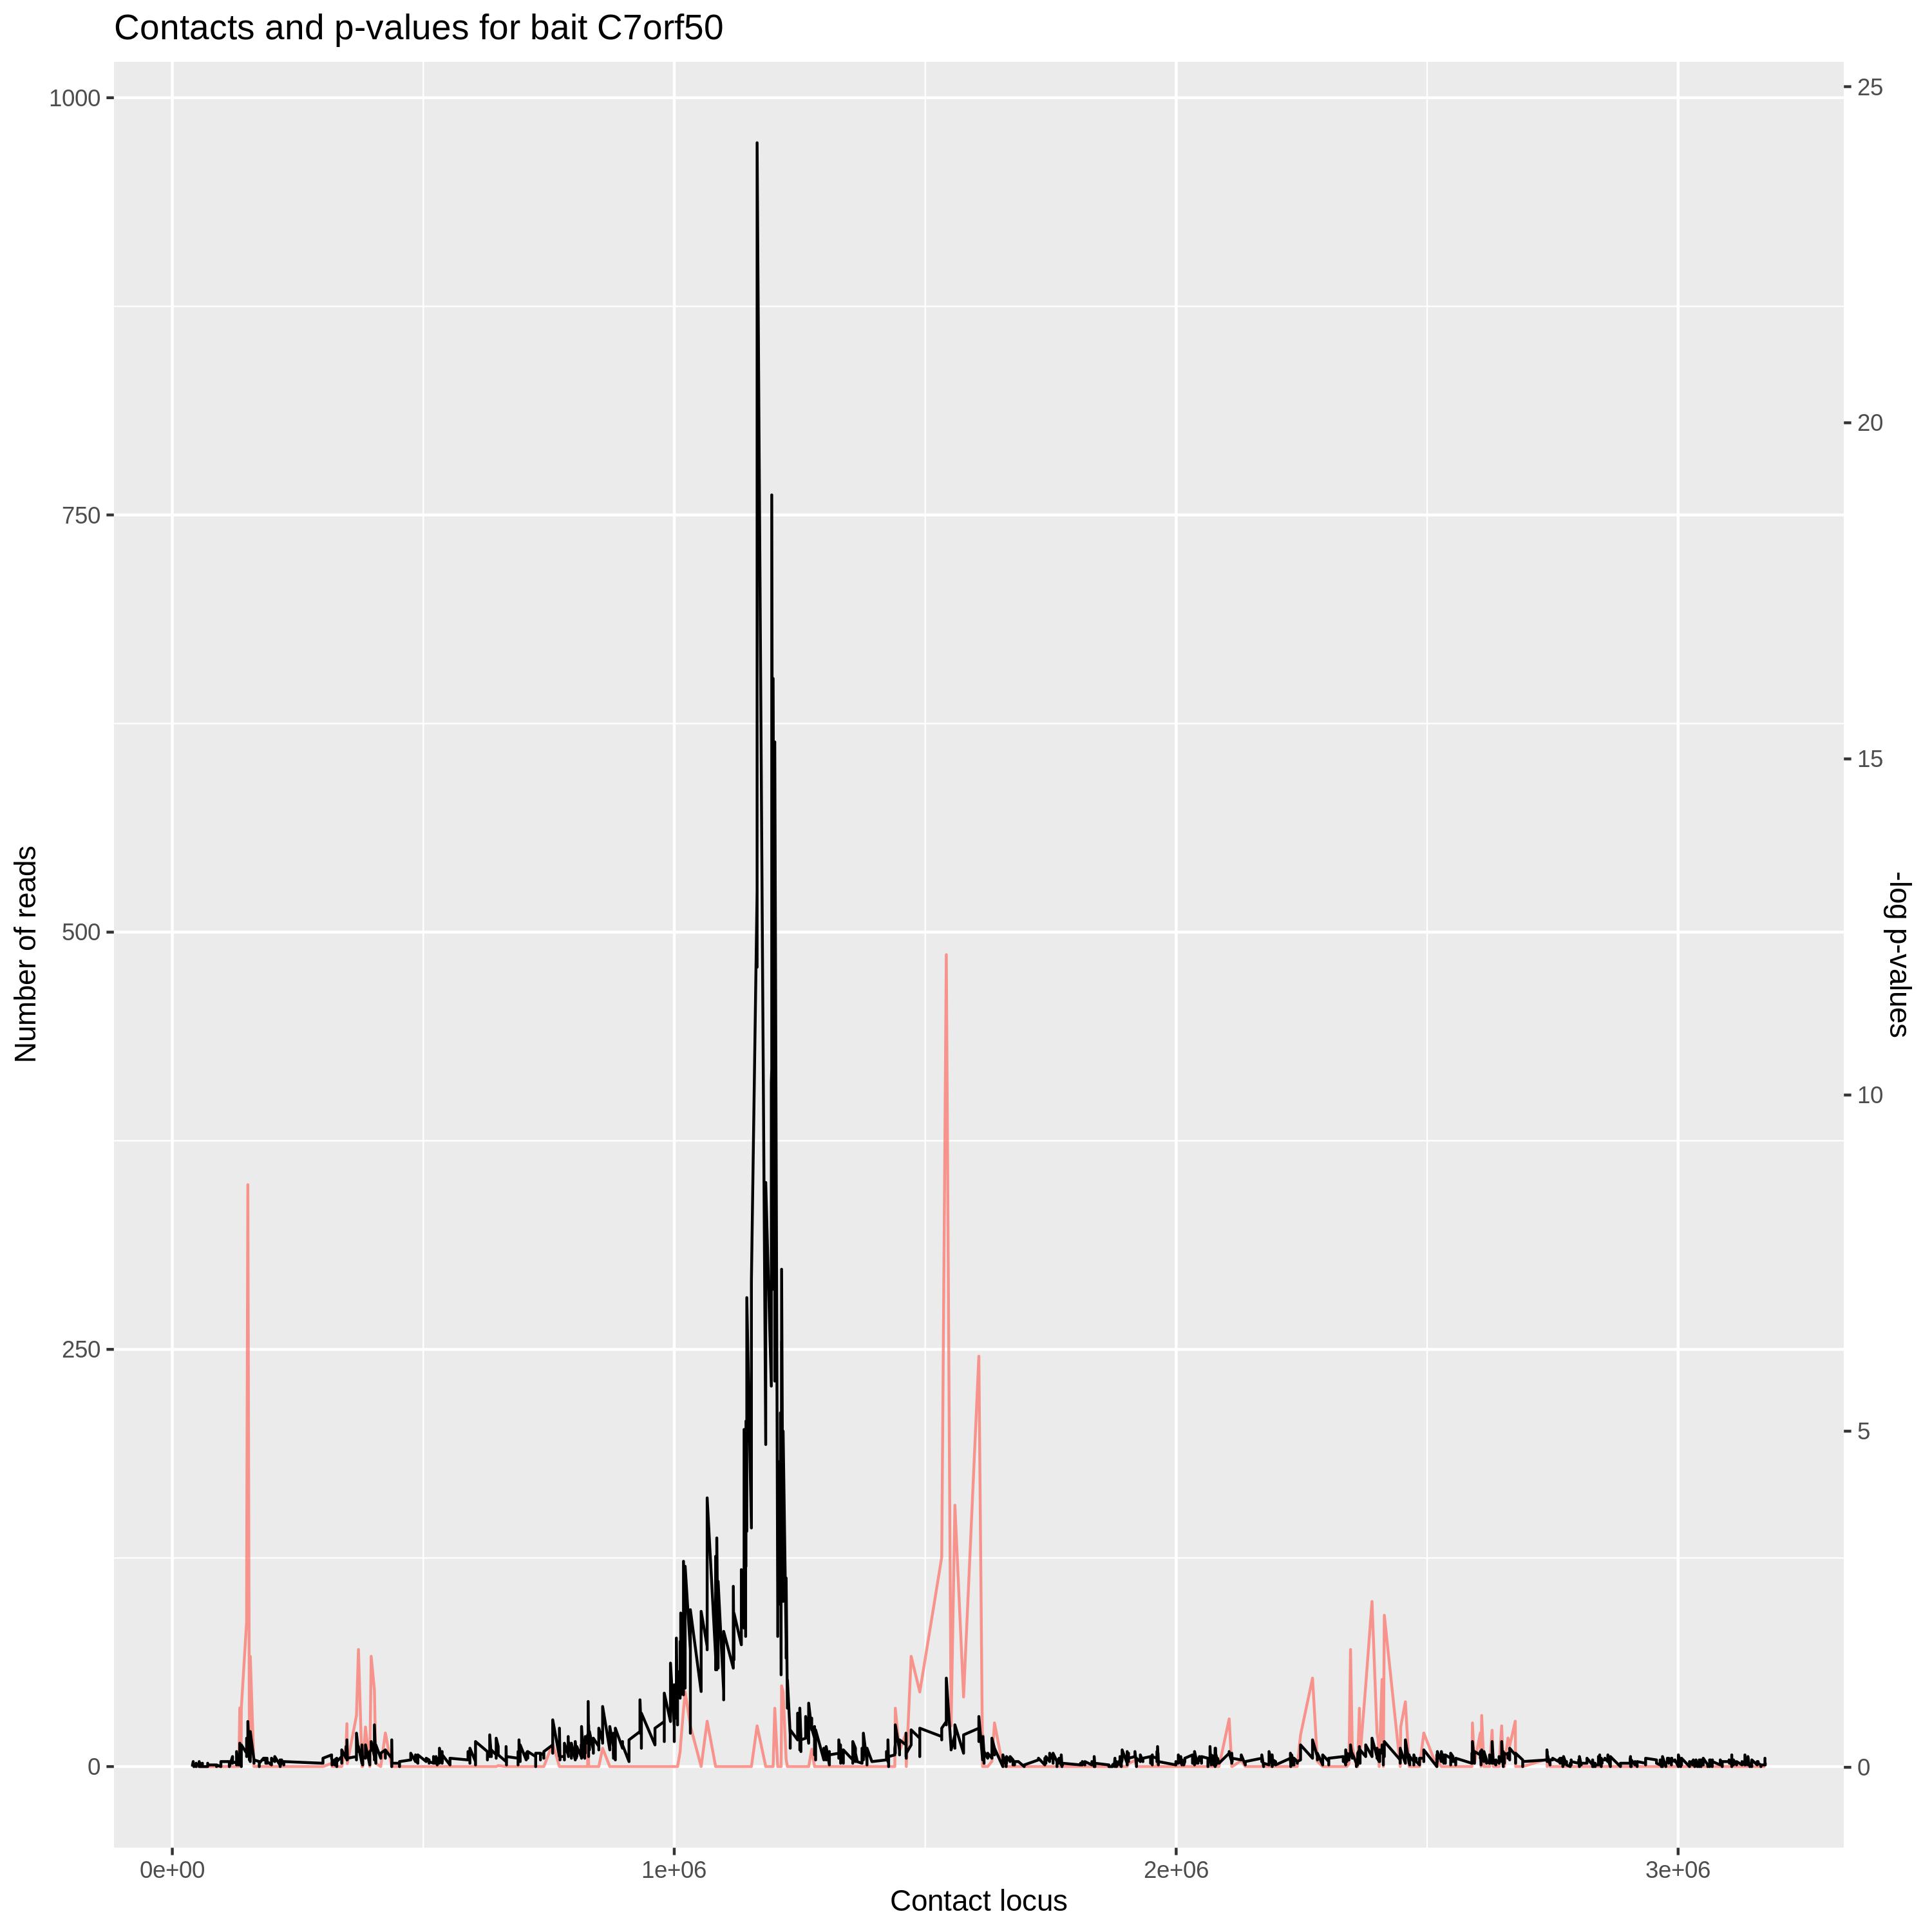 Contacts and p-values for bait C7orf50
1000
750
500
250
0
Number of reads
25
20
15
10
5
0
-log p-values
0e+00
1e+06
2e+06
3e+06
Contact locus